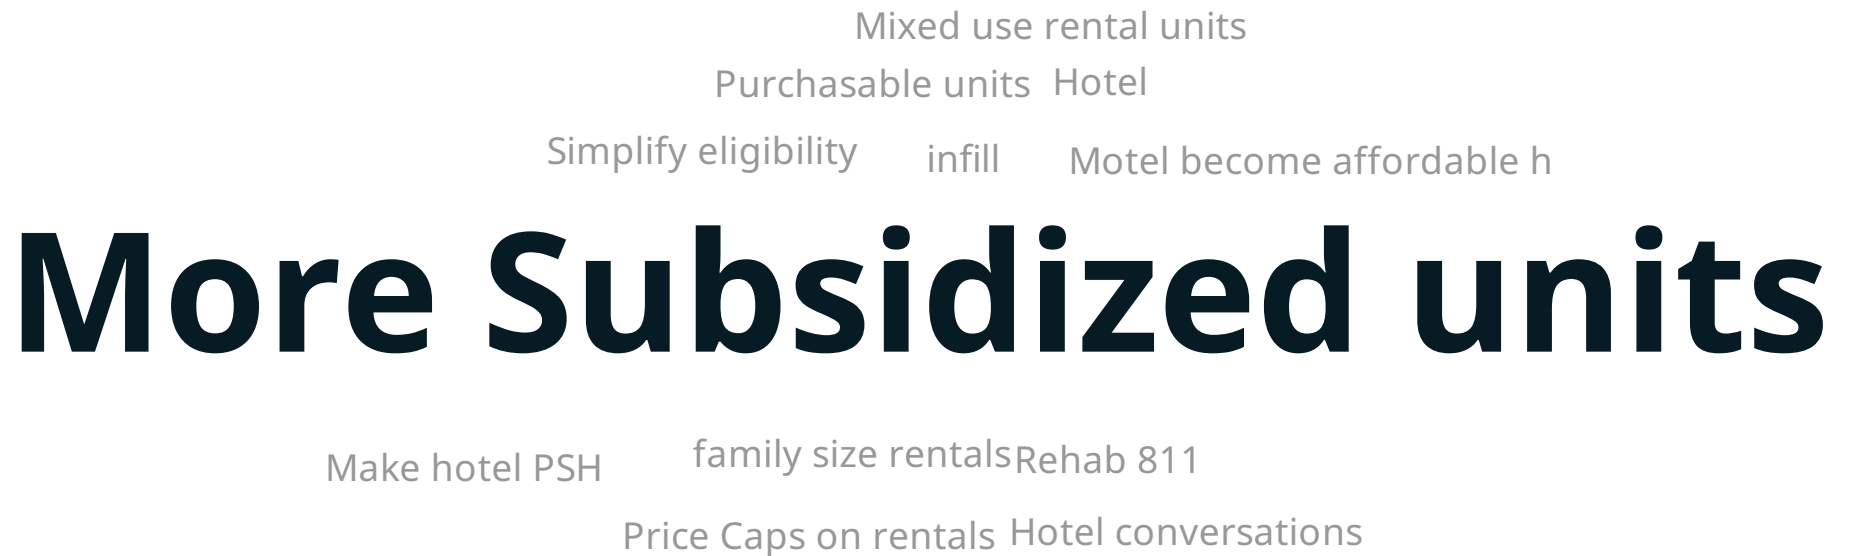 Mixed use rental units
Purchasable units Hotel
Simplify eligibility infill Motel become affordable h
More Subsidized units
Make hotel PSH family size rentals Rehab 811
Price Caps on rentals Hotel conversations